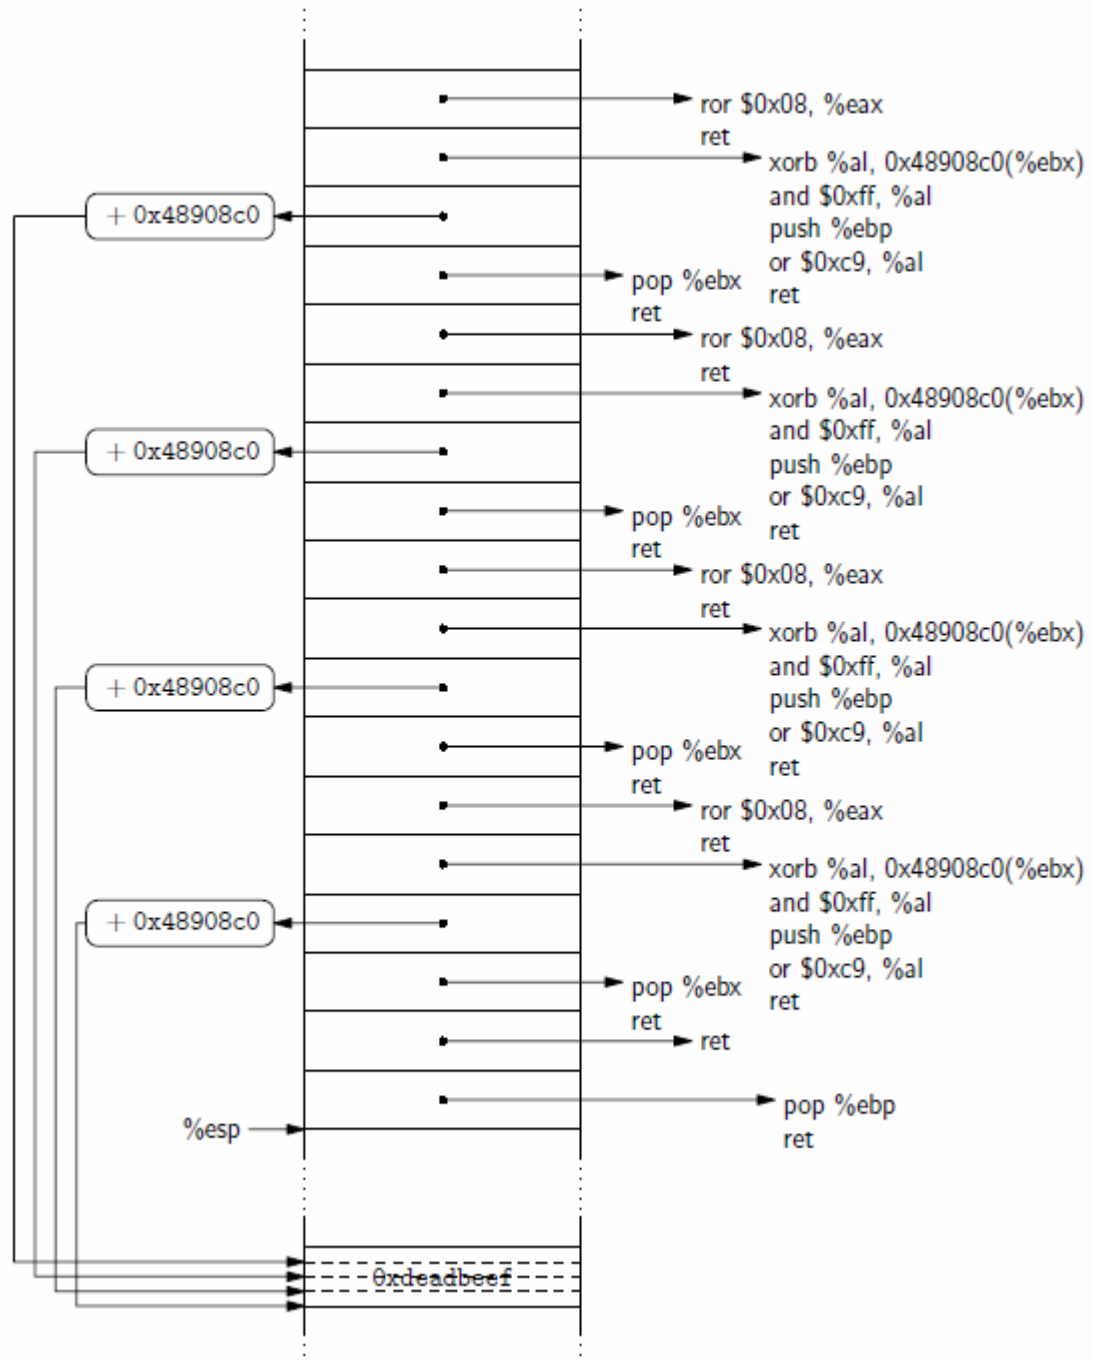 ror $0x08, %eax
ret
xorb %al, 0x48908c0(%ebx)
and $0xff, %al
push %ebp
or $0xc9, %al
ret
+ 0x48908c0
pop %ebx
ret
ror $0x08, %eax
ret
xorb %al, 0x48908c0(%ebx)
and $0xff, %al
push %ebp
or $0xc9, %al
ret
+ 0x48908c0
pop %ebx
ret
ror $0x08, %eax
ret
xorb %al, 0x48908c0(%ebx)
and $0xff, %al
push %ebp
or $0xc9, %al
ret
+ 0x48908c0
pop %ebx
ret
ror $0x08, %eax
ret
xorb %al, 0x48908c0(%ebx)
and $0xff, %al
push %ebp
or $0xc9, %al
ret
+ 0x48908c0
pop %ebx
ret
ret
pop %ebp
ret
%esp
0xdeadbeef